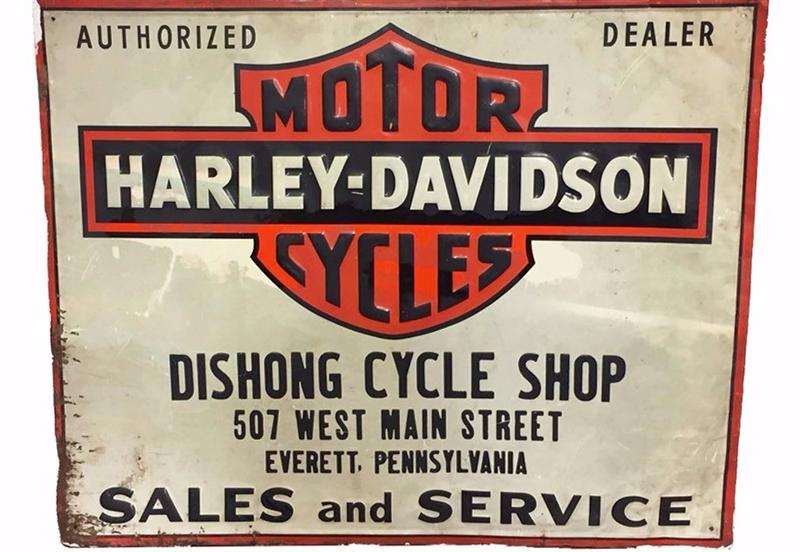 AUTHORIZED DEALER
MOTOR
HARLEY-DAVIDSON
CYCLES
DISHONG CYCLE SHOP
507 WEST MAIN STREET
EVERETT, PENNSYLVANIA
SALES and SERVICE